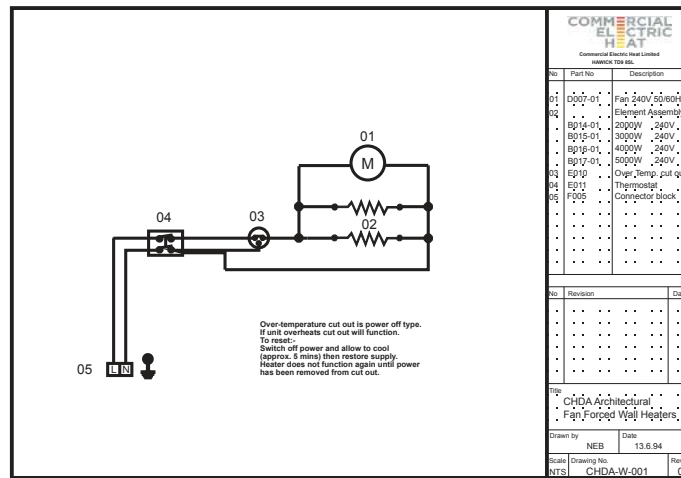 COMMERCIAL
ELECTRIC
HEAT
Commercial Electric Heat Limited
HAWICK TD9 8SL
No Part No Description
01 D007-01 Fan 240V 50/60H
02 Element Assembl
B014-01 2000W 240V
B015-01 3000W 240V
B016-01 4000W 240V
B017-01 5000W 240V
03 E010 Over Temp. cut ou
04 E011 Thermostat
05 F005 Connector block
No Revision Da
Title
CHDA Architectural
Fan Forced Wall Heaters
Drawn by Date
NEB 13.6.94
Scale Drawing No. Rev
NTS CHDA-W-001
01
M
02
03
04
Over-temperature cut out is power off type.
If unit overheats cut out will function.
To reset:-
Switch off power and allow to cool
(approx. 5 mins) then restore supply.
Heater does not function again until power
has been removed from cut out.
05 L N